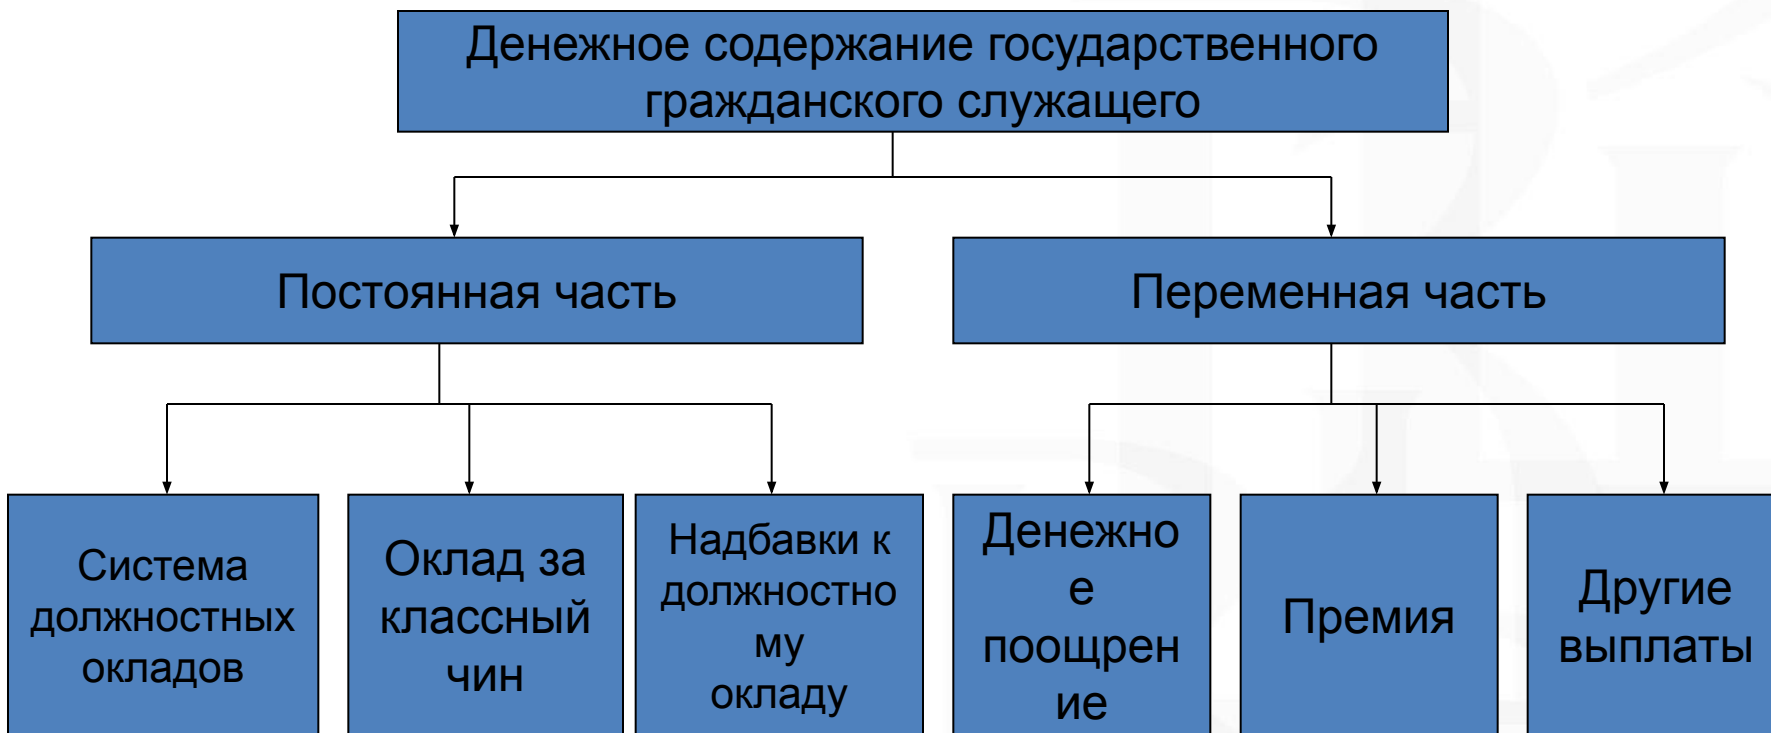 Денежное содержание государственного
гражданского служащего
Постоянная часть
Переменная часть
Система
должностных
окладов
Оклад за
классный
чин
Надбавки к
должностно
му
окладу
Денежно
е
поощрен
ие
Премия
Другие
выплаты